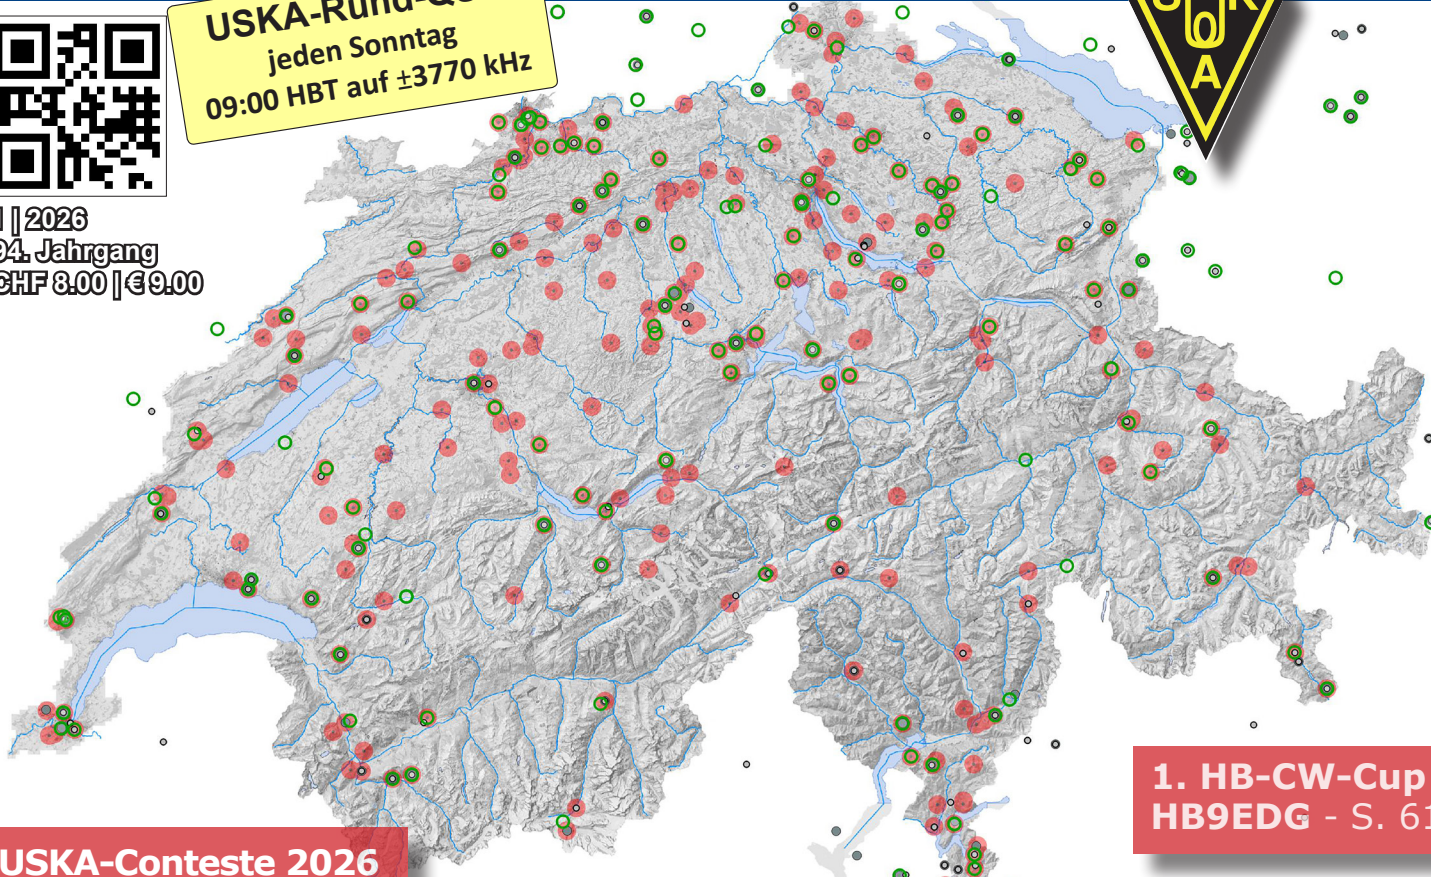 USKA-Rund-QS
jeden Sonntag
09:00 HBT auf ±3770 kHz
U S K
A
| 2026
94. Jahrgang
CHF 8.00 | € 9.00
1. HB-CW-Cup
HB9EDG - S. 61
USKA-Conteste 2026